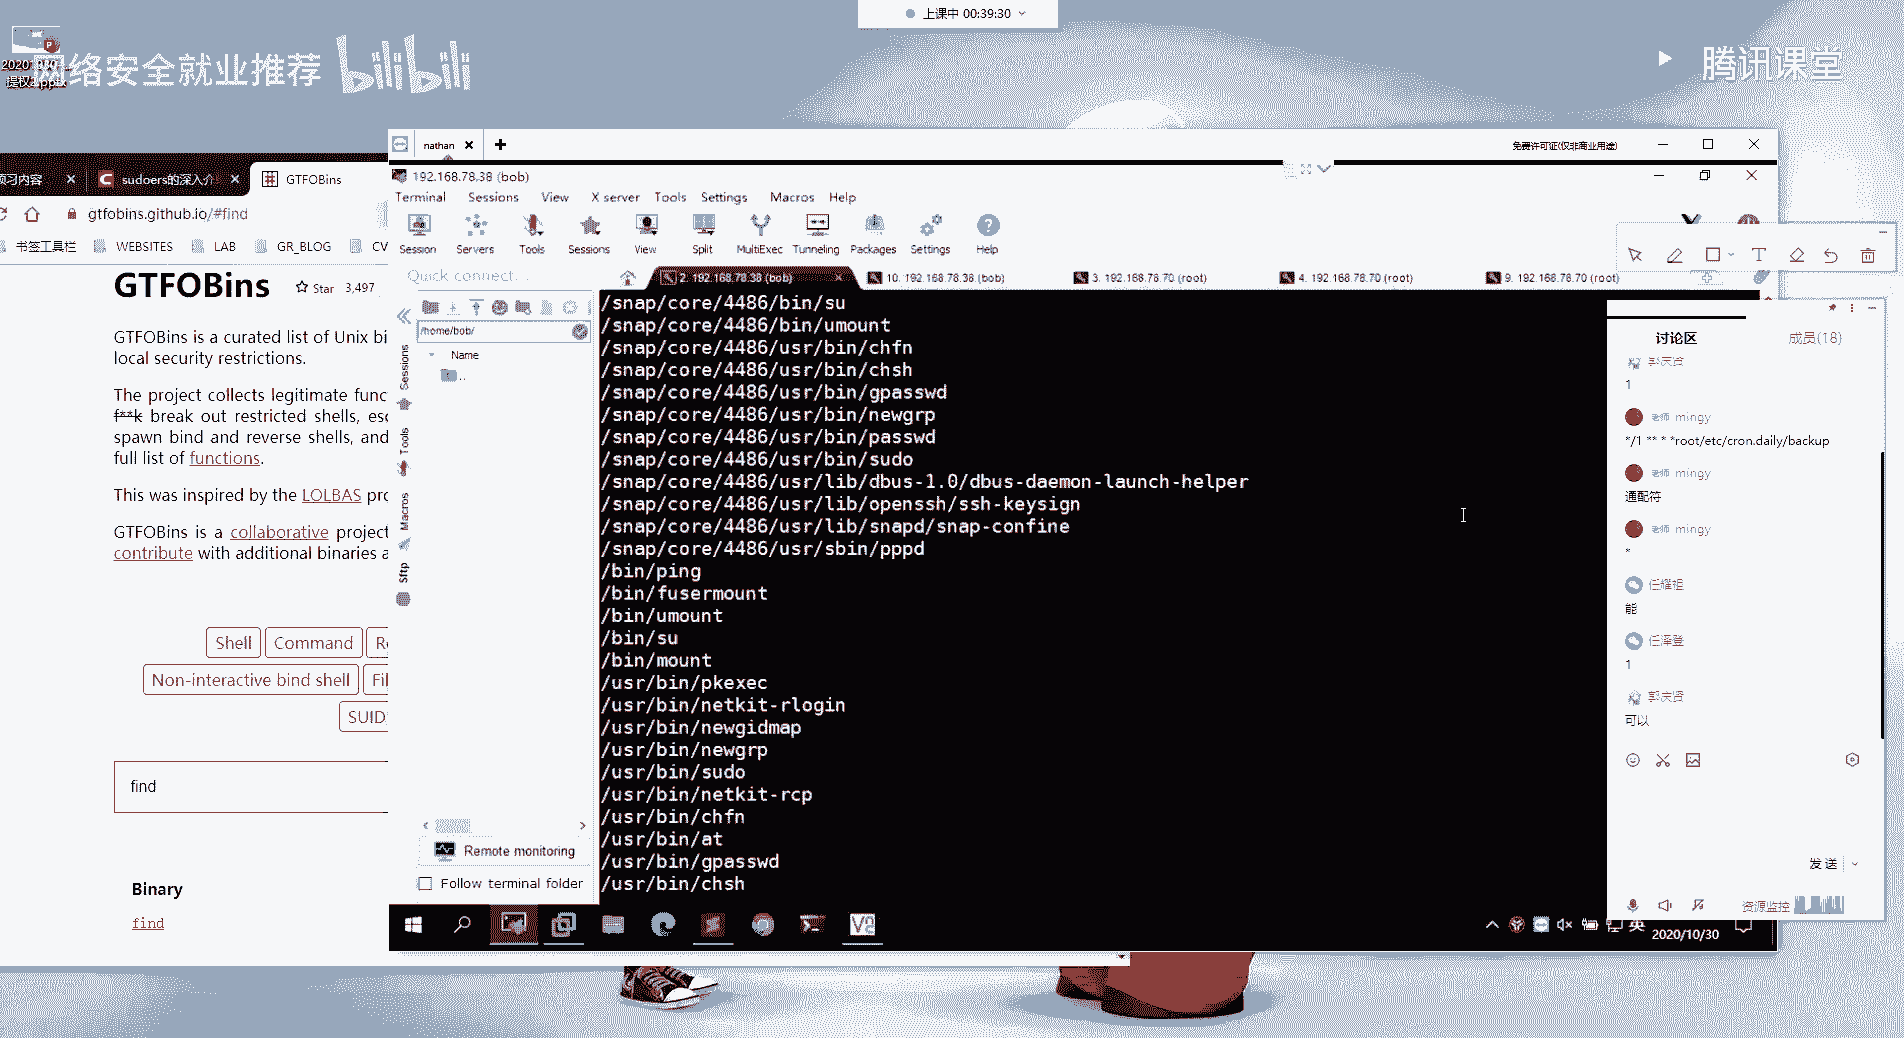 上课中 00:39:30
网络安全就业推荐 bilibili
腾讯课堂
nathan
免费许可证(仅非商业用途)
预习内容
sudoers的深入介
GTFOBins
gtfobins.github.io/#find
书签工具栏 WEBSITES LAB GR_BLOG CV
GTFOBins
Star 3,497
GTFOBins is a curated list of Unix bi
local security restrictions.
The project collects legitimate func
f**k break out restricted shells, esc
spawn bind and reverse shells, and
full list of functions.
This was inspired by the LOLBAS pro
GTFOBins is a collaborative project
contribute with additional binaries a
Shell Command Re
Non-interactive bind shell Fil
SUID
find
Binary
find
192.168.78.38 (bob)
Terminal Sessions View X server Tools Settings Macros Help
Session Servers Tools Sessions View Split MultiExec Tunneling Packages Settings Help
Quick connect...
2. 192.168.78.38 (bob)
10. 192.168.78.38 (bob)
3. 192.168.78.70 (root)
4. 192.168.78.70 (root)
9. 192.168.78.70 (root)
/home/bob/
Name
..
Sessions
Tools
Macros
Sftp
Remote monitoring
Follow terminal folder
/snap/core/4486/bin/su
/snap/core/4486/bin/umount
/snap/core/4486/usr/bin/chfn
/snap/core/4486/usr/bin/chsh
/snap/core/4486/usr/bin/gpasswd
/snap/core/4486/usr/bin/newgrp
/snap/core/4486/usr/bin/passwd
/snap/core/4486/usr/bin/sudo
/snap/core/4486/usr/lib/dbus-1.0/dbus-daemon-launch-helper
/snap/core/4486/usr/lib/openssh/ssh-keysign
/snap/core/4486/usr/lib/snapd/snap-confine
/snap/core/4486/usr/sbin/pppd
/bin/ping
/bin/fusermount
/bin/umount
/bin/su
/bin/mount
/usr/bin/pkexec
/usr/bin/netkit-rlogin
/usr/bin/newgidmap
/usr/bin/newgrp
/usr/bin/sudo
/usr/bin/netkit-rcp
/usr/bin/chfn
/usr/bin/at
/usr/bin/gpasswd
/usr/bin/chsh
讨论区 成员(18)
郭庆贤
1
老师 mingy
*/1 ** * *root/etc/cron.daily/backup
老师 mingy
通配符
老师 mingy
*
任耀祖
能
任泽登
1
郭庆贤
可以
发送
资源监控
英
2020/10/30